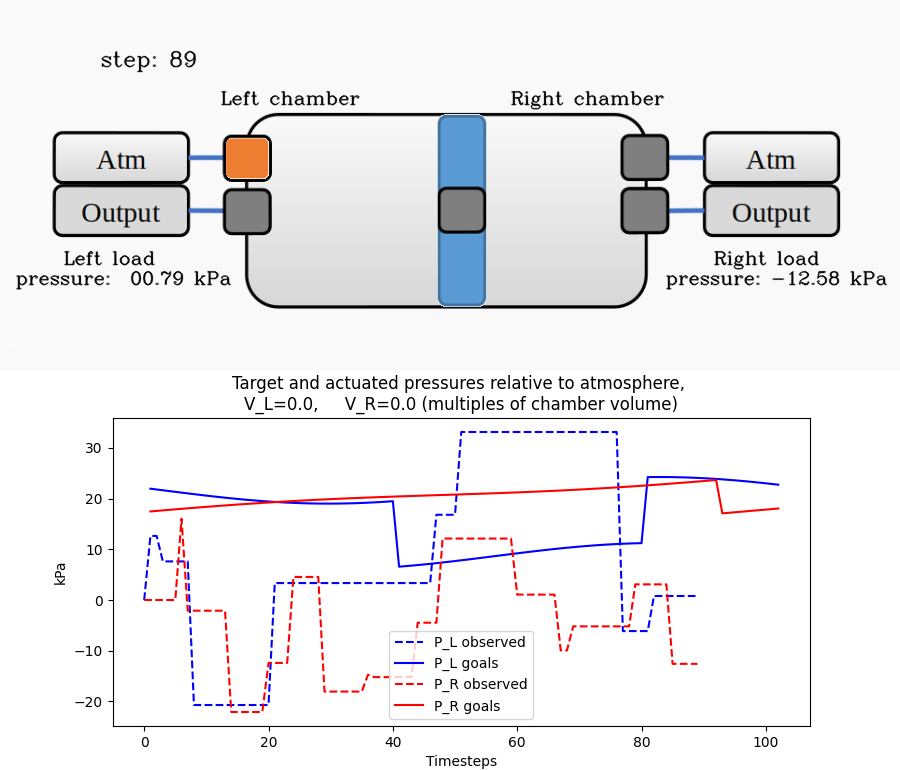 step: 89
Left chamber
Right chamber
Atm
Atm
Output
Output
Left load
pressure: 00.79 kPa
Right load
pressure: −12.58 kPa
Target and actuated pressures relative to atmosphere,
V_L=0.0, V_R=0.0 (multiples of chamber volume)
kPa
30
20
10
0
−10
−20
P_L observed
P_L goals
P_R observed
P_R goals
0 20 40 60 80 100
Timesteps